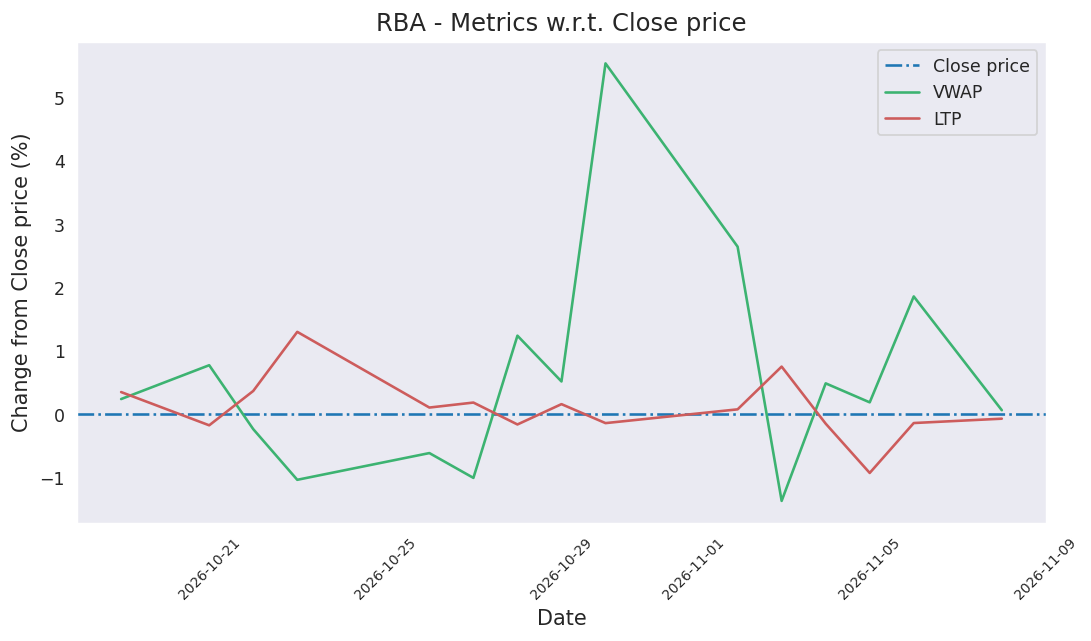 RBA - Metrics w.r.t. Close price
Close price
VWAP
LTP
Change from Close price (%)
5
4
3
2
1
0
−1
2026-10-21
2026-10-25
2026-10-29
2026-11-01
2026-11-05
2026-11-09
Date